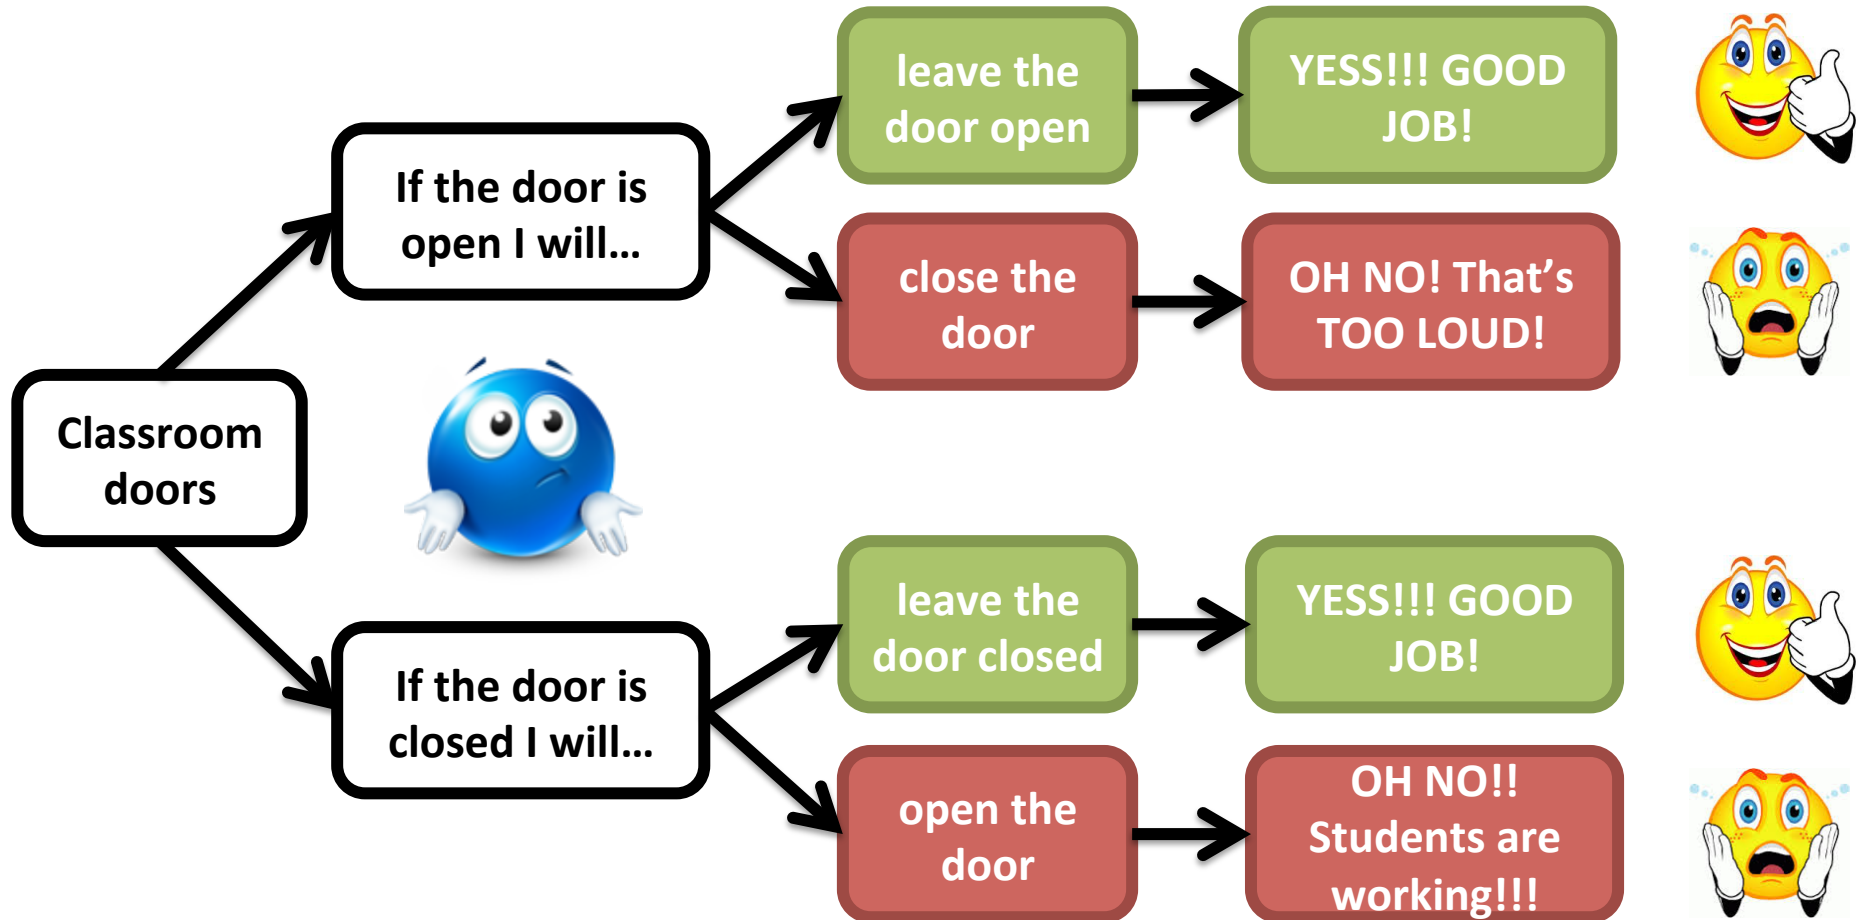 Classroom
doors
If the door is
open I will…
leave the
door open
YESS!!! GOOD
JOB!
close the
door
OH NO! That’s
TOO LOUD!
If the door is
closed I will…
leave the
door closed
YESS!!! GOOD
JOB!
open the
door
OH NO!!
Students are
working!!!